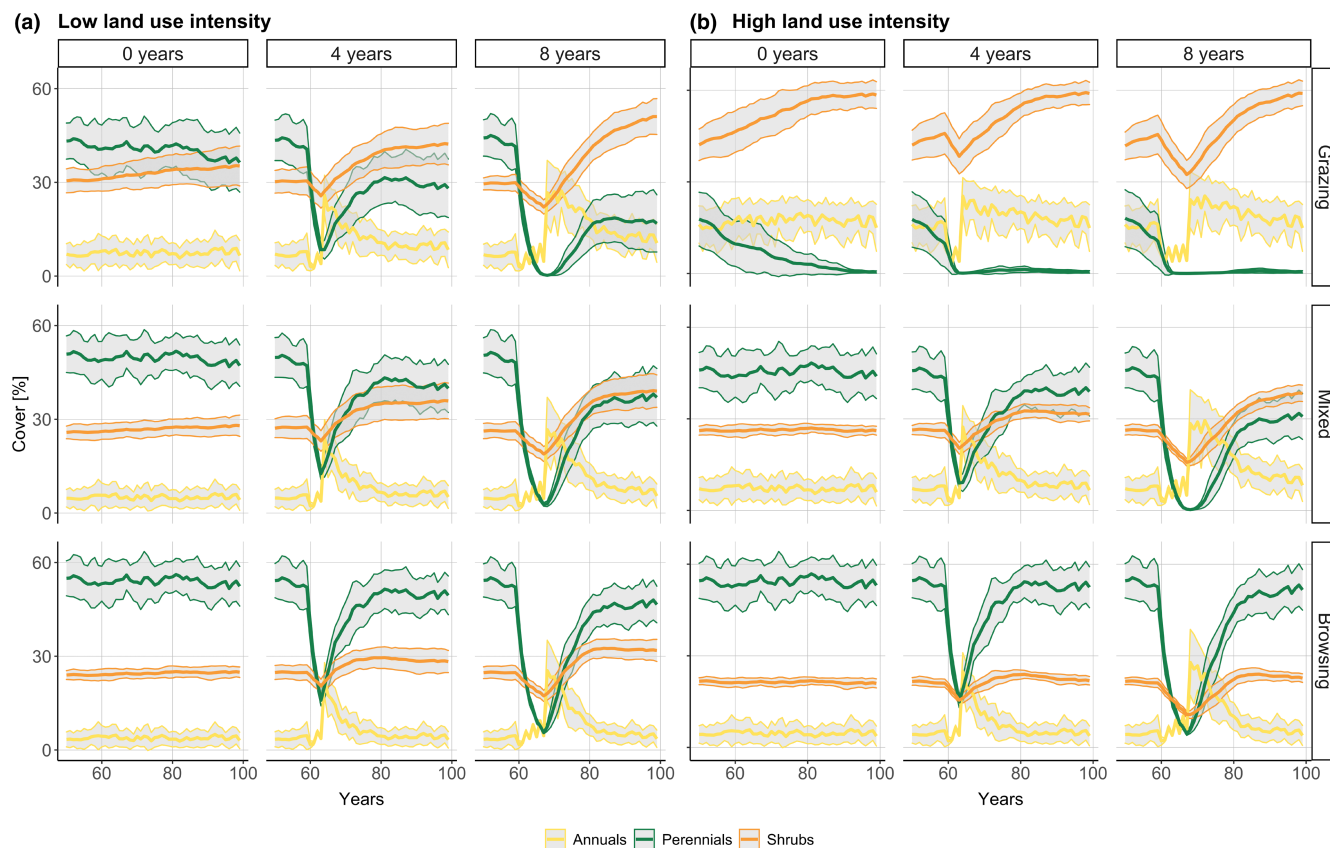 (a) Low land use intensity
(b) High land use intensity
0 years 4 years 8 years
0 years 4 years 8 years
60
30
0
Grazing
60
30
0
Mixed
Cover [%]
60
30
0
Browsing
60 80 100 60 80 100 60 80 100
60 80 100 60 80 100 60 80 100
Years
Years
Annuals Perennials Shrubs